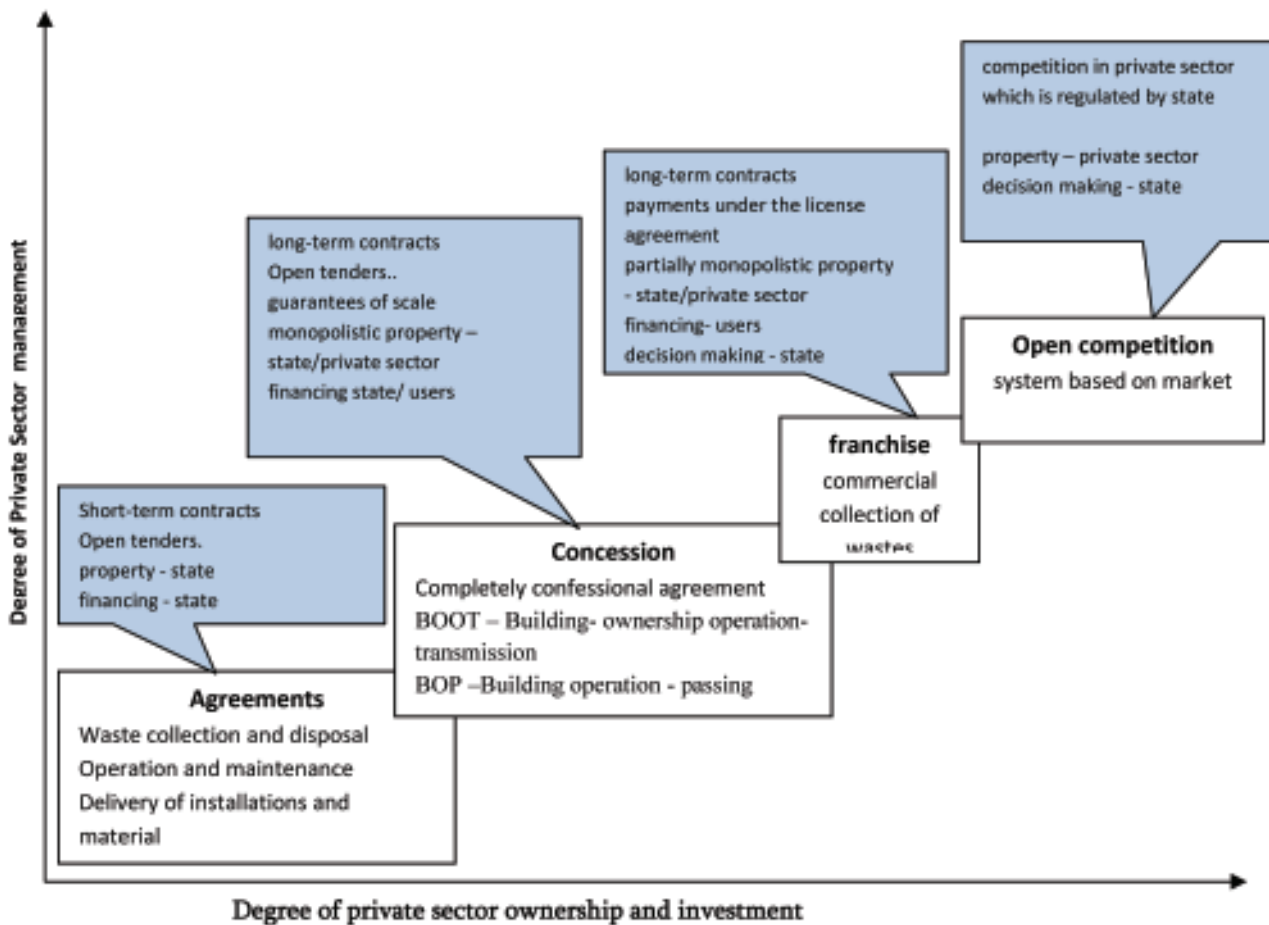 Degree of Private Sector management
competition in private sector
which is regulated by state
property – private sector
decision making - state
long-term contracts
payments under the license
agreement
partially monopolistic property
- state/private sector
financing- users
decision making - state
long-term contracts
Open tenders..
guarantees of scale
monopolistic property –
state/private sector
financing state/ users
Short-term contracts
Open tenders.
property - state
financing - state
Open competition
system based on market
franchise
commercial
collection of
wastes
Concession
Completely confessional agreement
BOOT – Building- ownership operation-
transmission
BOP –Building operation - passing
Agreements
Waste collection and disposal
Operation and maintenance
Delivery of installations and
material
Degree of private sector ownership and investment